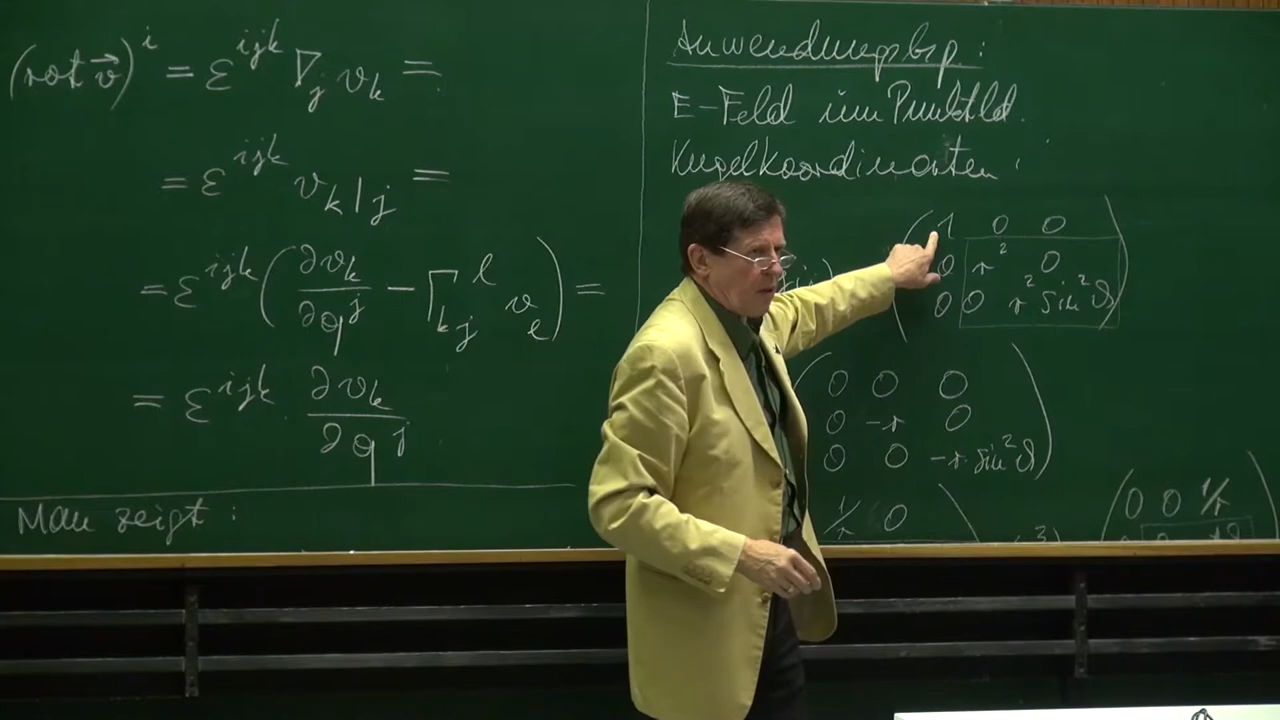 (rot v⃗)^i = ε^{ijk} ∇_j v_k =
= ε^{ijk} v_{k|j} =
= ε^{ijk} (∂v_k/∂q^j − Γ^l_{kj} v_l) =
= ε^{ijk} · ∂v_k/∂q^j
Man zeigt :
Anwendungsbsp. :
E-Feld im Punktld.
Kugelkoordinaten :
( 1 0 0
0 r² 0
0 0 r² sin²ϑ )
( 0 0 0
0 -r 0
0 0 -r·sin²ϑ )
1/r 0 )
(3)
( 0 0 1/r